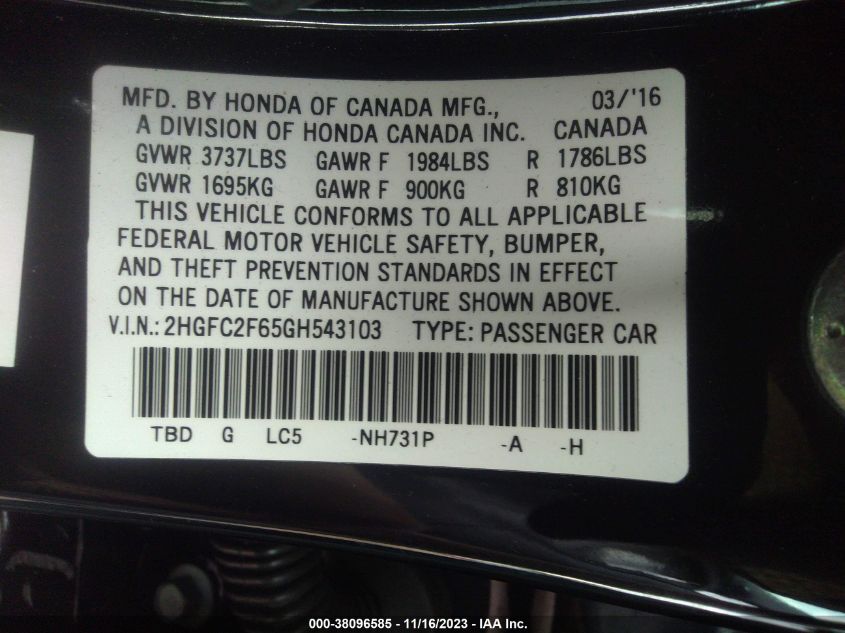 MFD. BY HONDA OF CANADA MFG., 03/'16
A DIVISION OF HONDA CANADA INC. CANADA
GVWR 3737LBS GAWR F 1984LBS R 1786LBS
GVWR 1695KG GAWR F 900KG R 810KG
THIS VEHICLE CONFORMS TO ALL APPLICABLE
FEDERAL MOTOR VEHICLE SAFETY, BUMPER,
AND THEFT PREVENTION STANDARDS IN EFFECT
ON THE DATE OF MANUFACTURE SHOWN ABOVE.
V.I.N.: 2HGFC2F65GH543103 TYPE: PASSENGER CAR
TBD G LC5 -NH731P -A -H
000-38096585 - 11/16/2023 - IAA Inc.